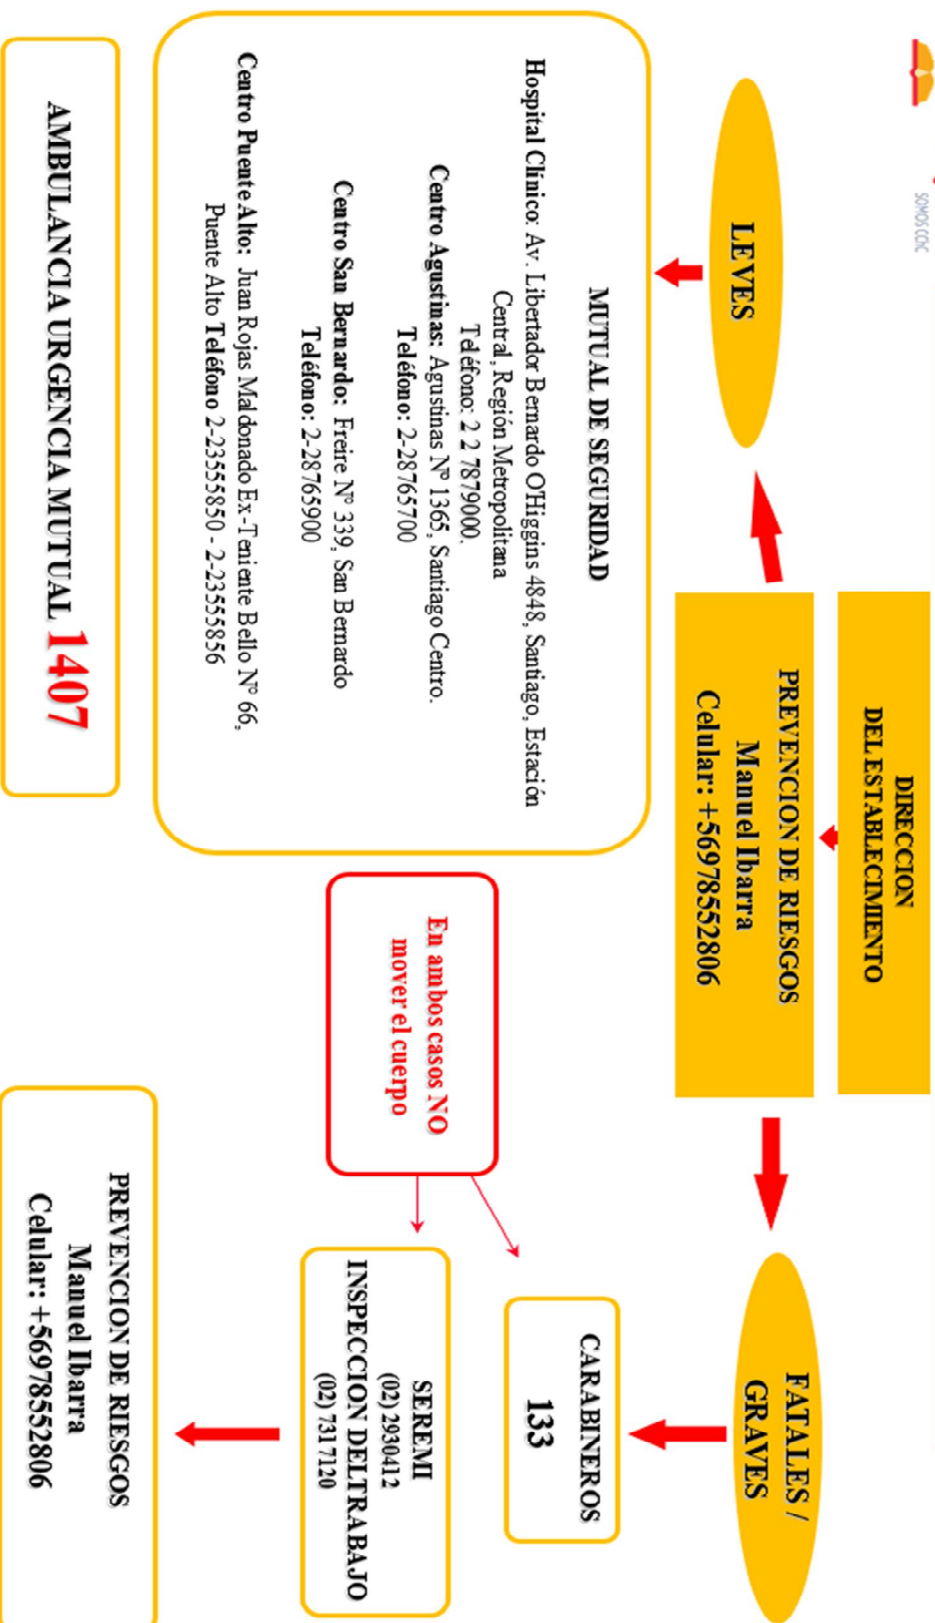 SOMOS COIC
DIRECCION
DEL ESTABLECIMIENTO
PREVENCION DE RIESGOS
Manuel Ibarra
Celular: +56978552806
LEVES
FATALES /
GRAVES
MUTUAL DE SEGURIDAD
Hospital Clínico: Av. Libertador Bernardo O'Higgins 4848, Santiago, Estación
Central, Región Metropolitana
Teléfono: 2 2 7879000.
Centro Agustinas: Agustinas Nº 1365, Santiago Centro.
Teléfono: 2-28765700
Centro San Bernardo: Freire Nº 339, San Bernardo
Teléfono: 2-28765900
Centro Puente Alto: Juan Rojas Maldonado Ex-Teniente Bello Nº 66,
Puente Alto Teléfono 2-23555850 - 2-23555856
CARABINEROS
133
En ambos casos NO
mover el cuerpo
SEREMI
(02) 2930412
INSPECCION DELTRABAJO
(02) 7317120
AMBULANCIA URGENCIA MUTUAL 1407
PREVENCION DE RIESGOS
Manuel Ibarra
Celular: +56978552806